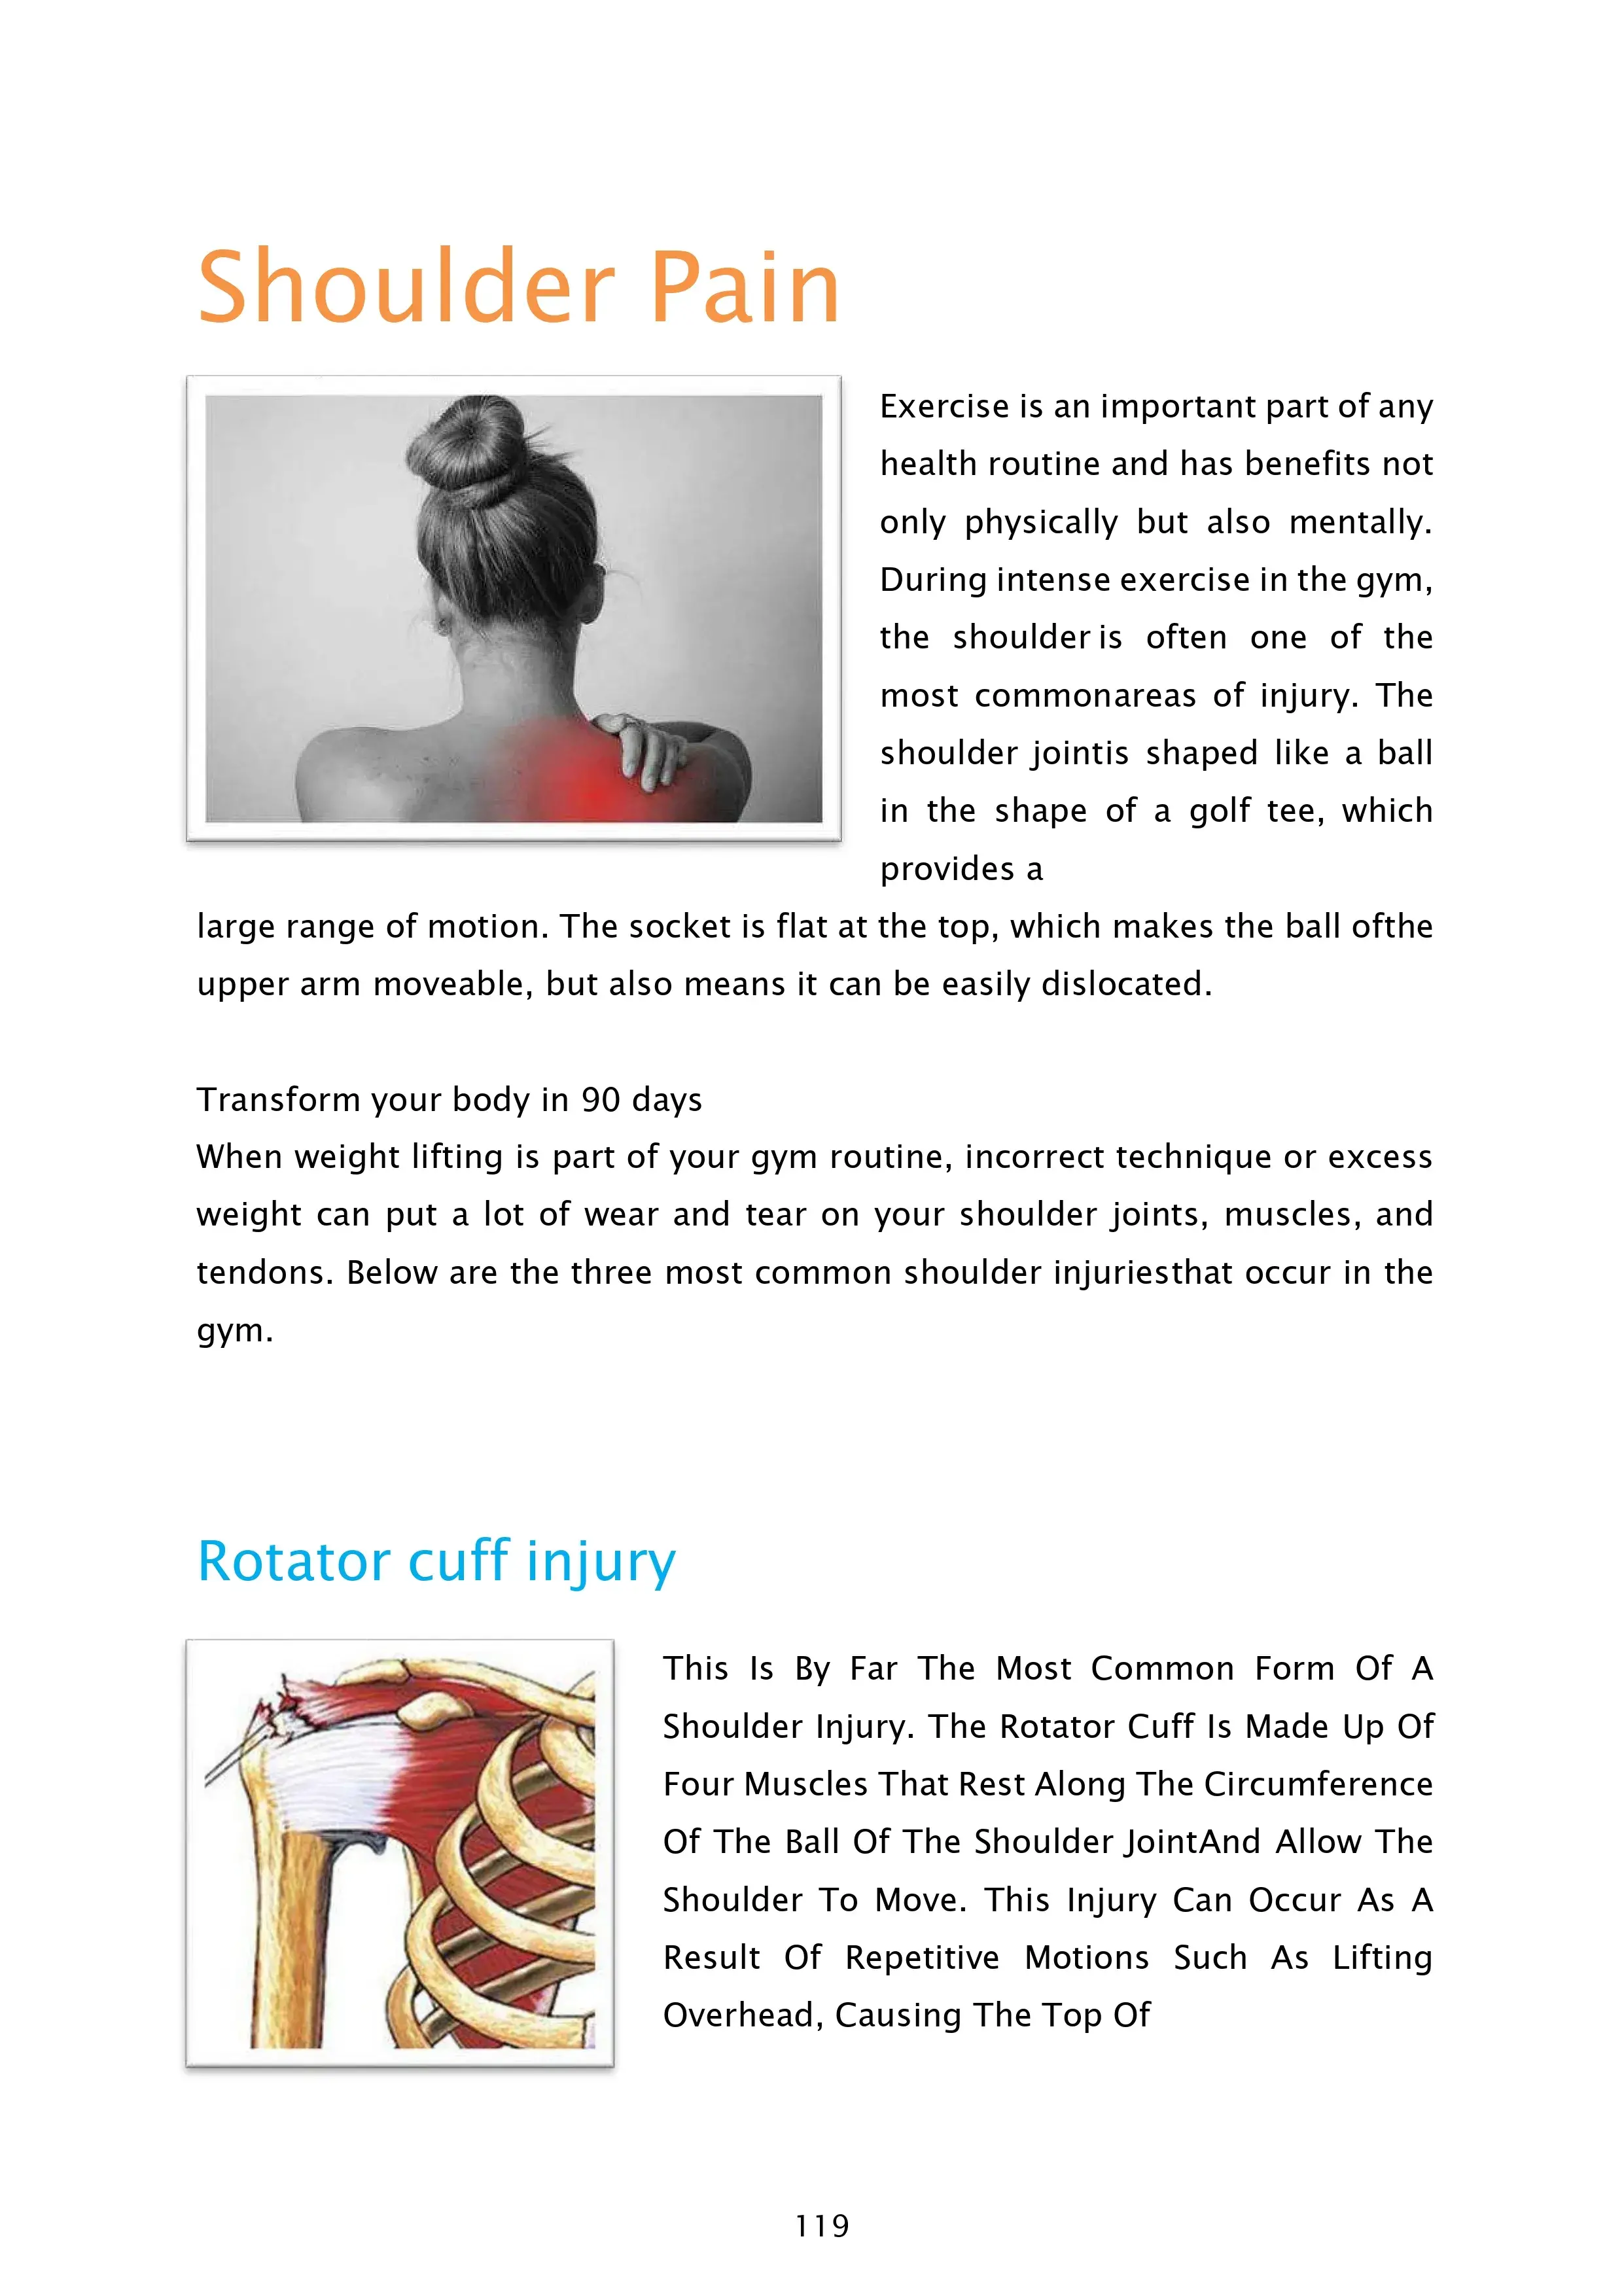 Shoulder Pain
Exercise is an important part of any
health routine and has benefits not
only physically but also mentally.
During intense exercise in the gym,
the shoulder is often one of the
most commonareas of injury. The
shoulder jointis shaped like a ball
in the shape of a golf tee, which
provides a
large range of motion. The socket is flat at the top, which makes the ball ofthe
upper arm moveable, but also means it can be easily dislocated.
Transform your body in 90 days
When weight lifting is part of your gym routine, incorrect technique or excess
weight can put a lot of wear and tear on your shoulder joints, muscles, and
tendons. Below are the three most common shoulder injuriesthat occur in the
gym.
Rotator cuff injury
This Is By Far The Most Common Form Of A
Shoulder Injury. The Rotator Cuff Is Made Up Of
Four Muscles That Rest Along The Circumference
Of The Ball Of The Shoulder JointAnd Allow The
Shoulder To Move. This Injury Can Occur As A
Result Of Repetitive Motions Such As Lifting
Overhead, Causing The Top Of
119